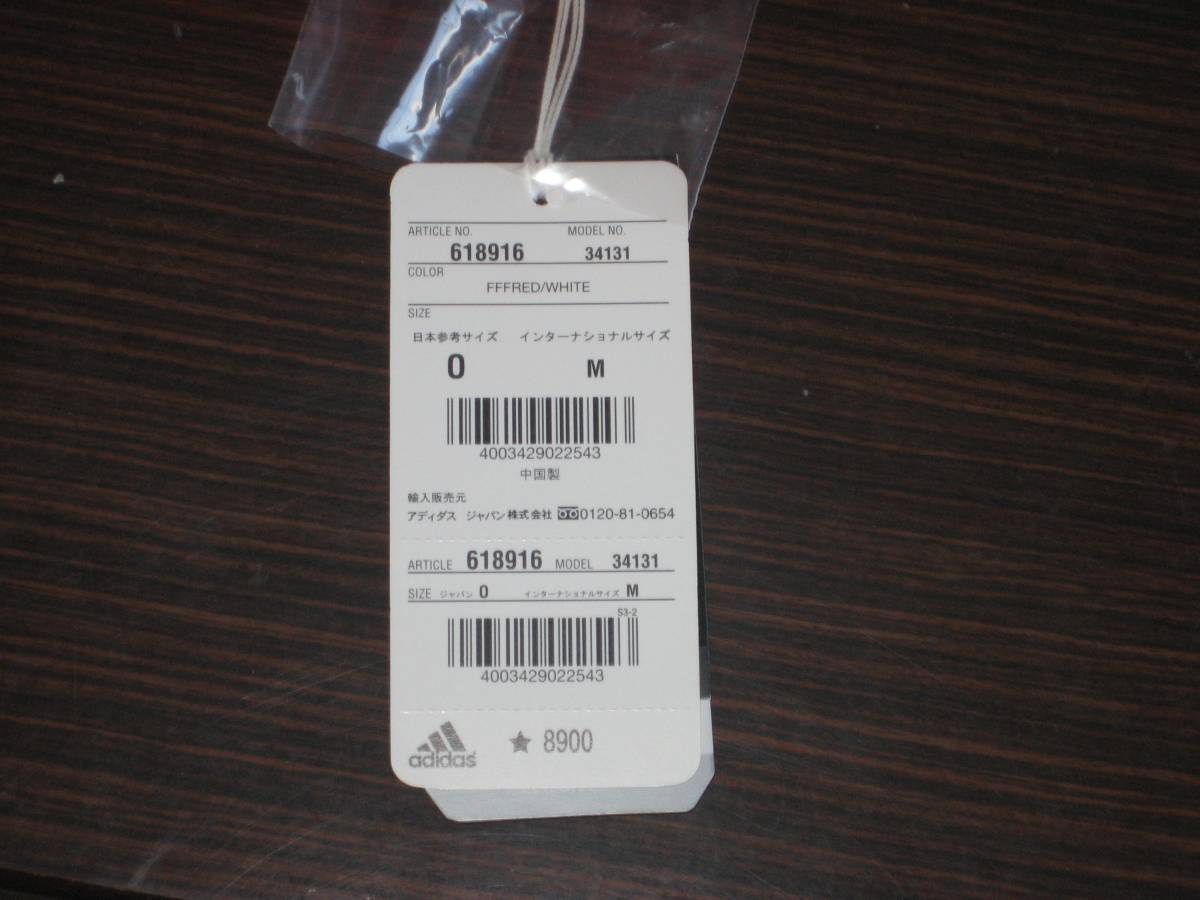 ARTICLE NO. MODEL NO.
618916 34131
COLOR
FFFRED/WHITE
SIZE
日本参考サイズ インターナショナルサイズ
O M
4003429022543
中国製
輸入販売元
アディダス ジャパン株式会社 0120-81-0654
ARTICLE 618916 MODEL 34131
SIZE ジャパン O インターナショナルサイズ M
S3-2
4003429022543
adidas ★ 8900